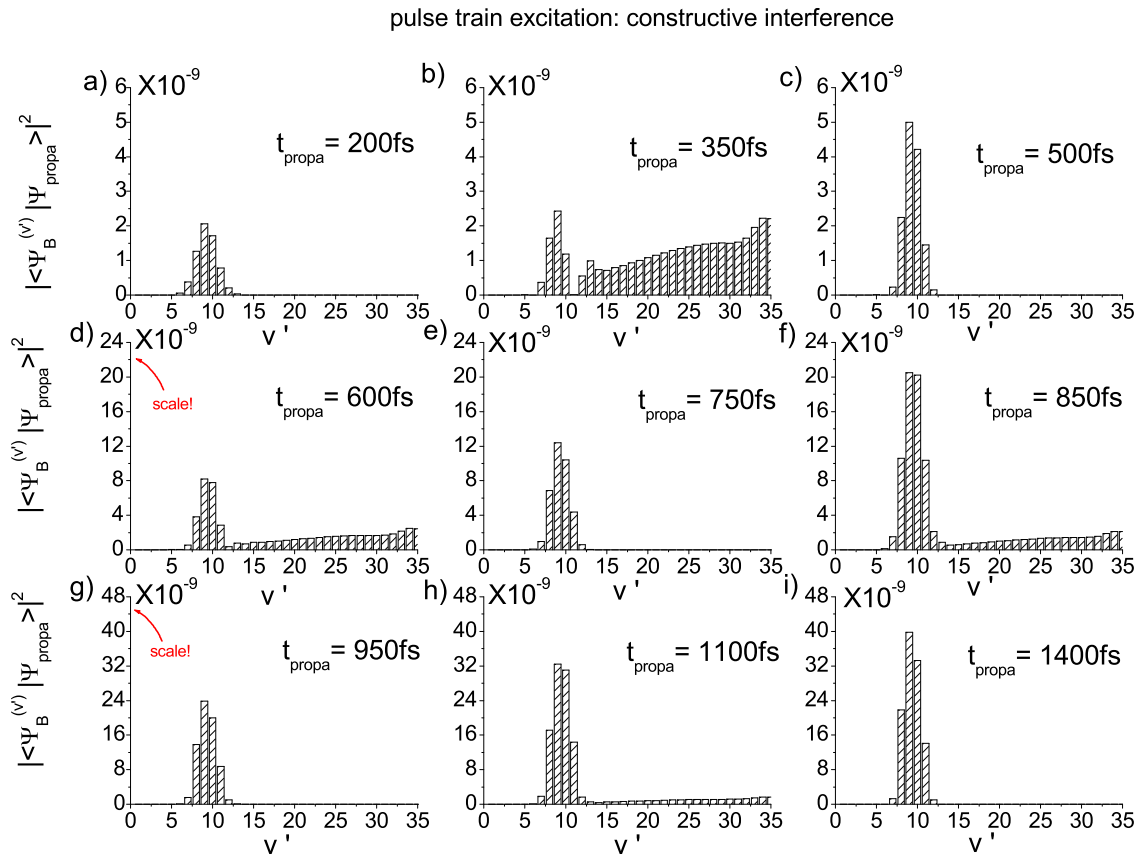 pulse train excitation: constructive interference
a) X10⁻⁹ b) X10⁻⁹ c) X10⁻⁹
|<Ψ_B^(v')|Ψ_propa>|²
6 5 4 3 2 1 0
t_propa = 200fs
0 5 10 15 20 25 30 35
v '
6 5 4 3 2 1 0
t_propa = 350fs
0 5 10 15 20 25 30 35
v '
6 5 4 3 2 1 0
t_propa = 500fs
0 5 10 15 20 25 30 35
v '
d) X10⁻⁹ e) X10⁻⁹ f) X10⁻⁹
|<Ψ_B^(v')|Ψ_propa>|²
24 20 16 12 8 4 0
scale!
t_propa = 600fs
0 5 10 15 20 25 30 35
v '
24 20 16 12 8 4 0
t_propa = 750fs
0 5 10 15 20 25 30 35
v '
24 20 16 12 8 4 0
t_propa = 850fs
0 5 10 15 20 25 30 35
v '
g) X10⁻⁹ h) X10⁻⁹ i) X10⁻⁹
|<Ψ_B^(v')|Ψ_propa>|²
48 40 32 24 16 8 0
scale!
t_propa = 950fs
0 5 10 15 20 25 30 35
v '
48 40 32 24 16 8 0
t_propa = 1100fs
0 5 10 15 20 25 30 35
v '
48 40 32 24 16 8 0
t_propa = 1400fs
0 5 10 15 20 25 30 35
v '